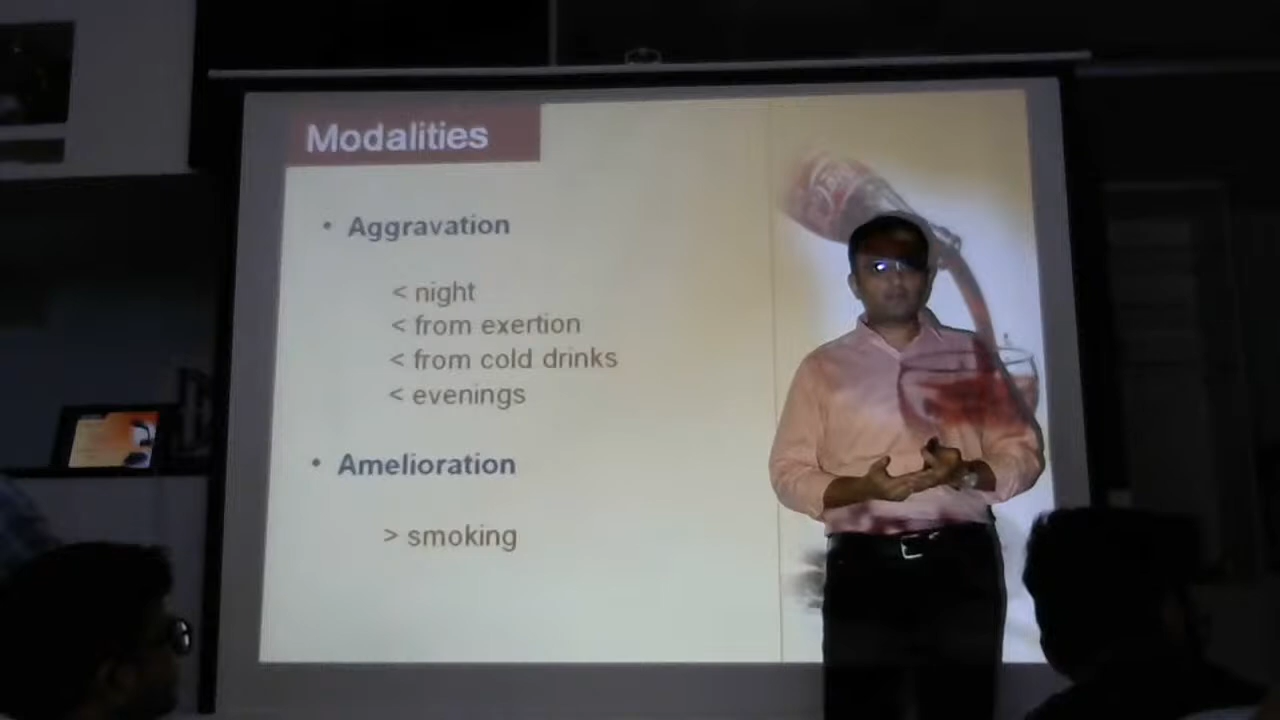 Modalities
• Aggravation
< night
< from exertion
< from cold drinks
< evenings
• Amelioration
> smoking